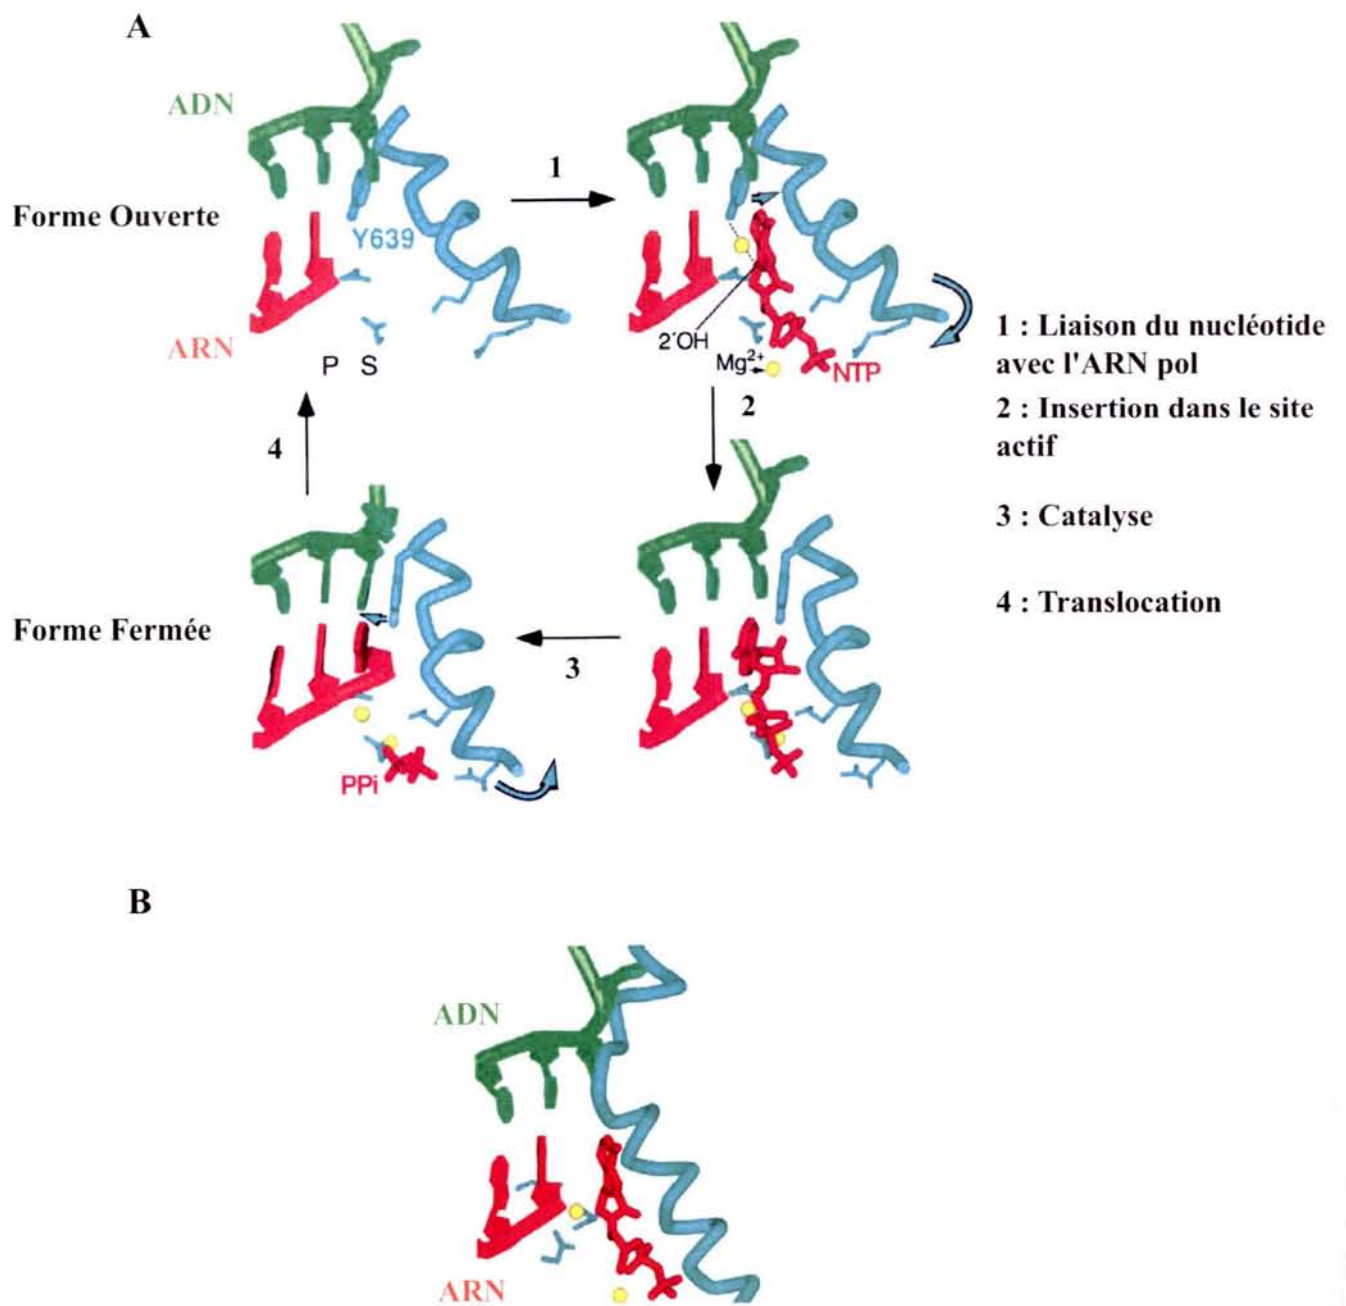 A
ADN
Forme Ouverte
Y639
ARN
P S
1
2´OH
Mg2+
NTP
2
1 : Liaison du nucléotide
avec l'ARN pol
2 : Insertion dans le site
actif
3 : Catalyse
4 : Translocation
4
Forme Fermée
3
PPi
B
ADN
ARN